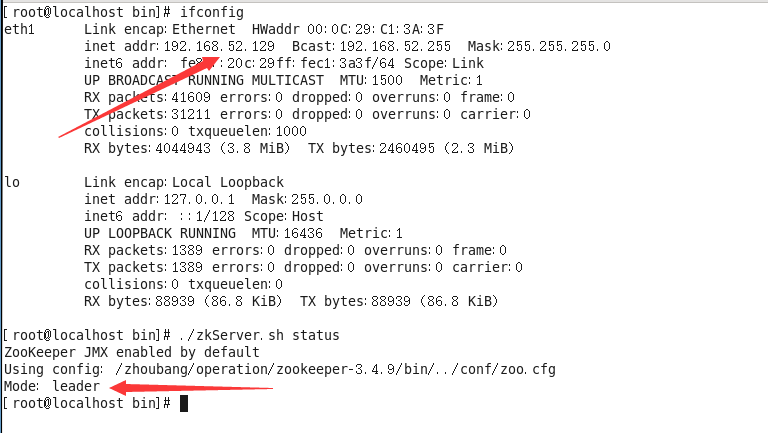 [root@localhost bin]# ifconfig
eth1 Link encap:Ethernet HWaddr 00:0C:29:C1:3A:3F
inet addr:192.168.52.129 Bcast:192.168.52.255 Mask:255.255.255.0
inet6 addr: 20c:29ff:fec1:3a3f/64 Scope:Link
UP BROADCAST RUNNING MULTICAST MTU:1500 Metric:1
RX packets:41609 errors:0 dropped:0 overruns:0 frame:0
TX packets:31211 errors:0 dropped:0 overruns:0 carrier:0
collisions:0 txqueuelen:1000
RX bytes:4044943 (3.8 MiB) TX bytes:2460495 (2.3 MiB)
lo Link encap:Local Loopback
inet addr:127.0.0.1 Mask:255.0.0.0
inet6 addr: ::1/128 Scope:Host
UP LOOPBACK RUNNING MTU:16436 Metric:1
RX packets:1389 errors:0 dropped:0 overruns:0 frame:0
TX packets:1389 errors:0 dropped:0 overruns:0 carrier:0
collisions:0 txqueuelen:0
RX bytes:88939 (86.8 KiB) TX bytes:88939 (86.8 KiB)
[root@localhost bin]# ./zkServer.sh status
ZooKeeper JMX enabled by default
Using config: /zhoubang/operation/zookeeper-3.4.9/bin/../conf/zoo.cfg
Mode: leader
[root@localhost bin]#